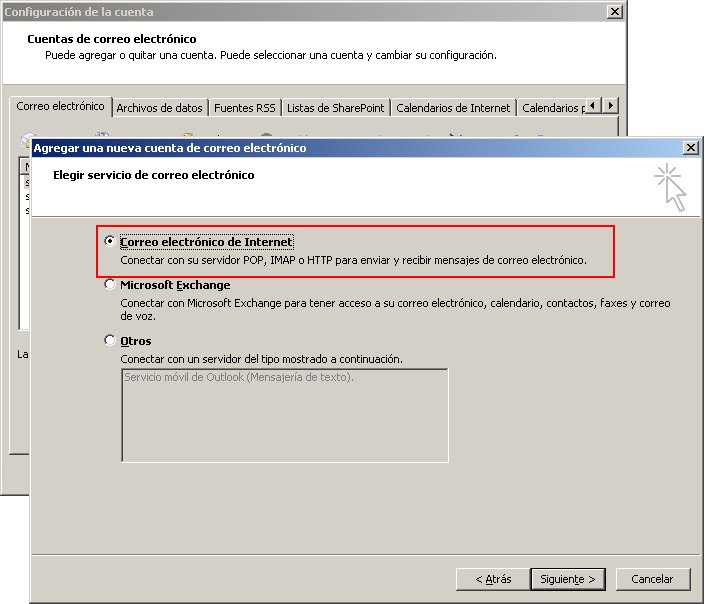 Configuración de la cuenta
Cuentas de correo electrónico
Puede agregar o quitar una cuenta. Puede seleccionar una cuenta y cambiar su configuración.
Correo electrónico Archivos de datos Fuentes RSS Listas de SharePoint Calendarios de Internet Calendarios
Agregar una nueva cuenta de correo electrónico
Elegir servicio de correo electrónico
Correo electrónico de Internet
Conectar con su servidor POP, IMAP o HTTP para enviar y recibir mensajes de correo electrónico.
Microsoft Exchange
Conectar con Microsoft Exchange para tener acceso a su correo electrónico, calendario, contactos, faxes y correo
de voz.
Otros
La
Conectar con un servidor del tipo mostrado a continuación.
Servicio móvil de Outlook (Mensajería de texto).
< Atrás Siguiente > Cancelar